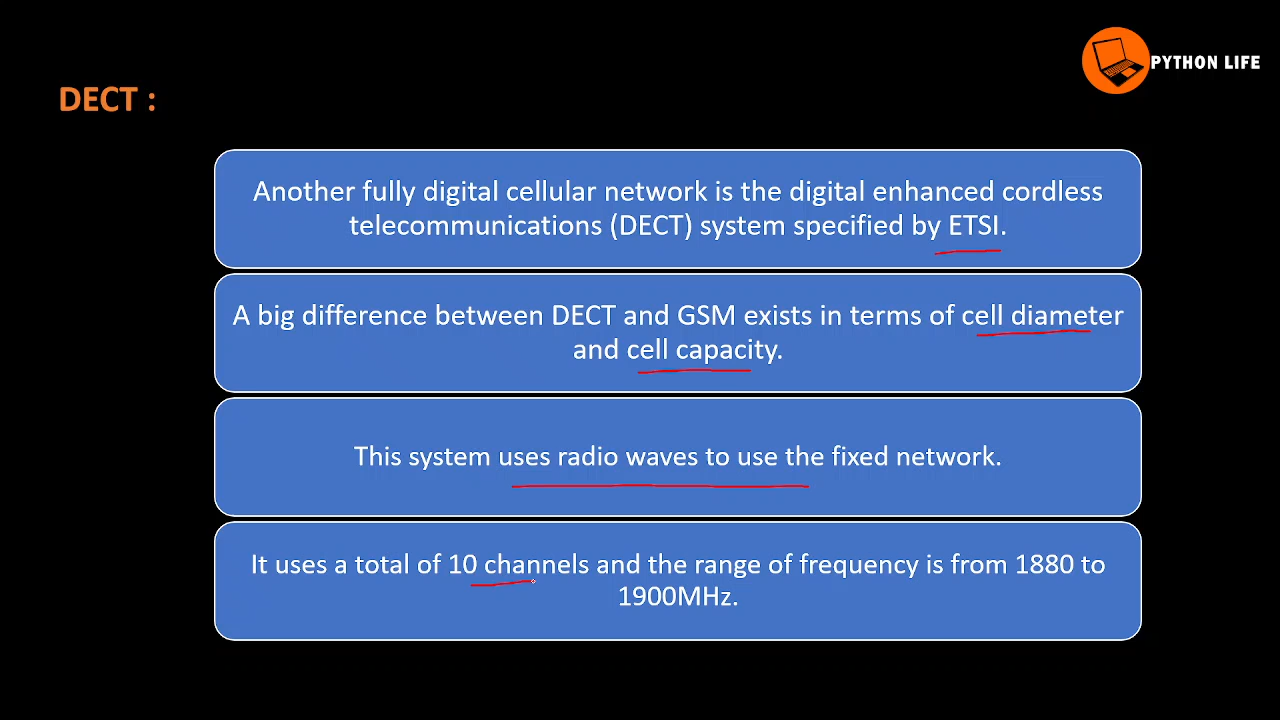 PYTHON LIFE
DECT :
Another fully digital cellular network is the digital enhanced cordless
telecommunications (DECT) system specified by ETSI.
A big difference between DECT and GSM exists in terms of cell diameter
and cell capacity.
This system uses radio waves to use the fixed network.
It uses a total of 10 channels and the range of frequency is from 1880 to
1900MHz.